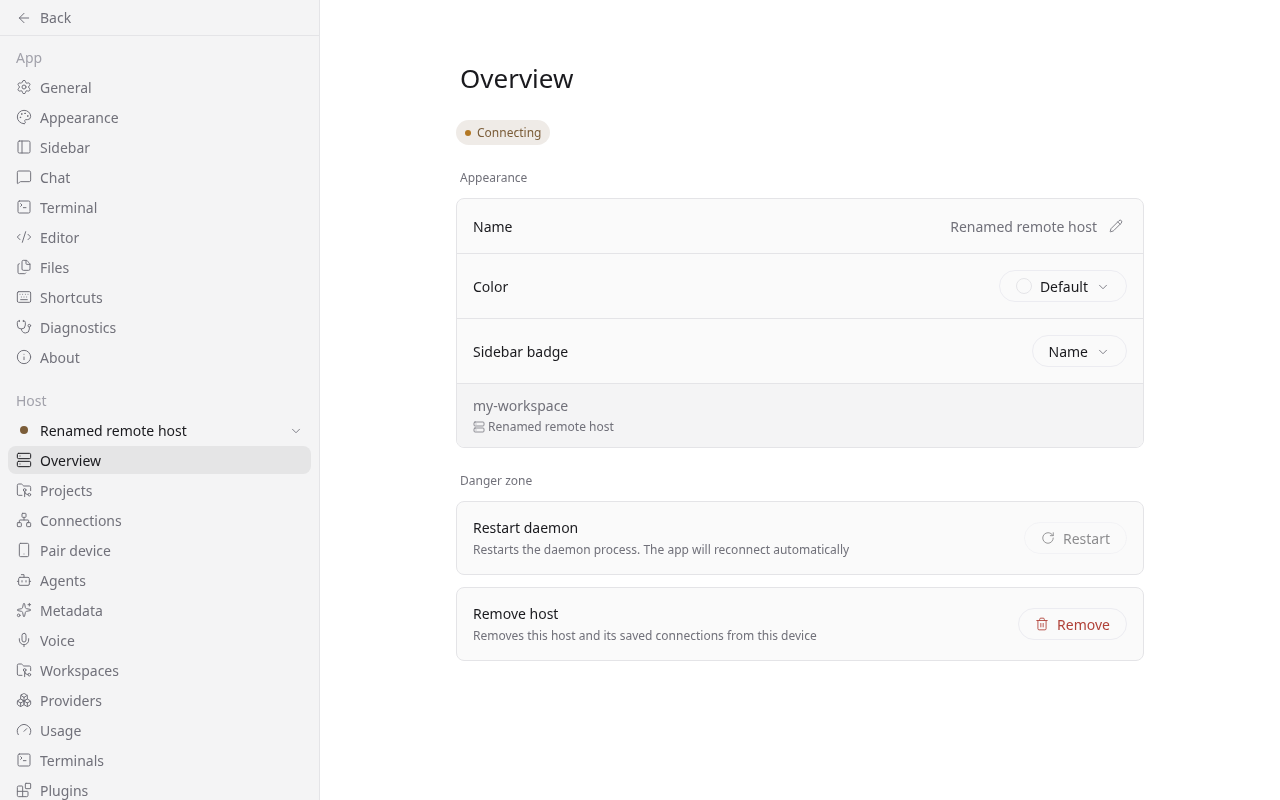 Back
App
General
Appearance
Sidebar
Chat
Terminal
Editor
Files
Shortcuts
Diagnostics
About
Host
Renamed remote host
Overview
Projects
Connections
Pair device
Agents
Metadata
Voice
Workspaces
Providers
Usage
Terminals
Plugins
Overview
Connecting
Appearance
Name Renamed remote host
Color Default
Sidebar badge Name
my-workspace
Renamed remote host
Danger zone
Restart daemon
Restarts the daemon process. The app will reconnect automatically
Restart
Remove host
Removes this host and its saved connections from this device
Remove